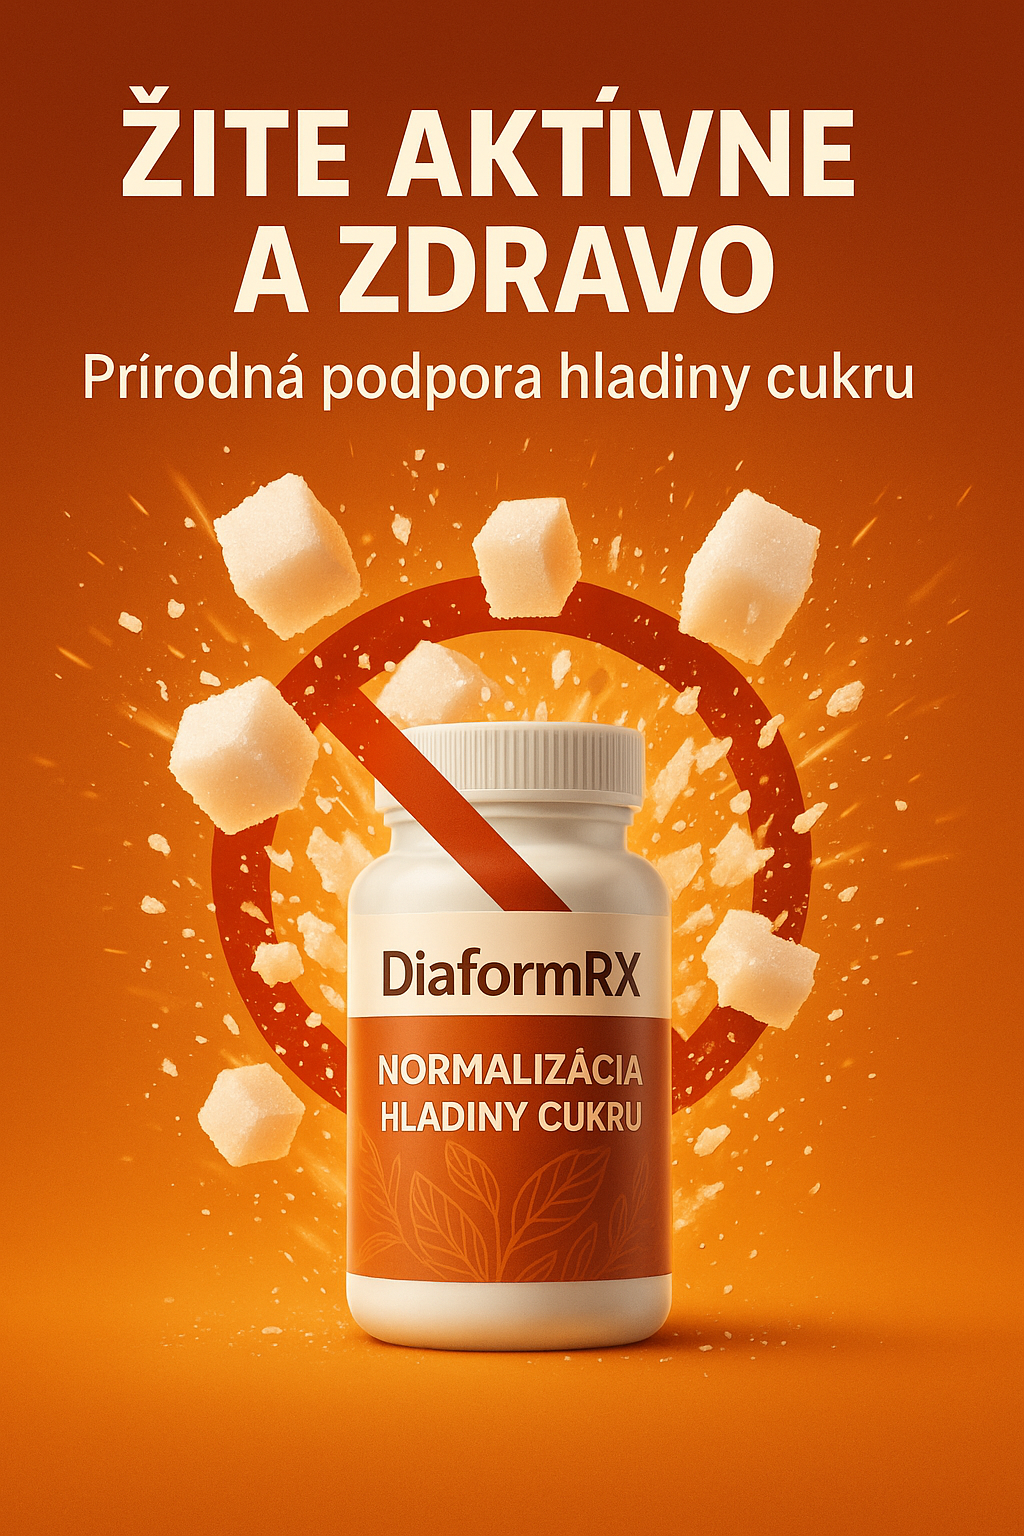 ŽITE AKTÍVNE
A ZDRAVO
Prírodná podpora hladiny cukru
DiaformRX
NORMALIZÁCIA
HLADINY CUKRU